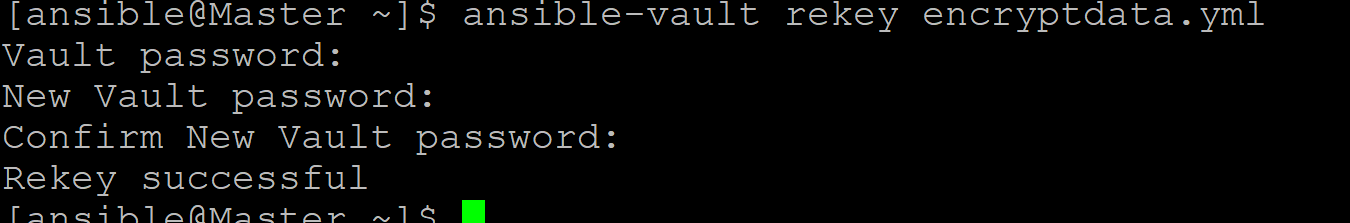 [ansible@Master ~]$ ansible-vault rekey encryptdata.yml
Vault password:
New Vault password:
Confirm New Vault password:
Rekey successful
[ansible@Master ~]$